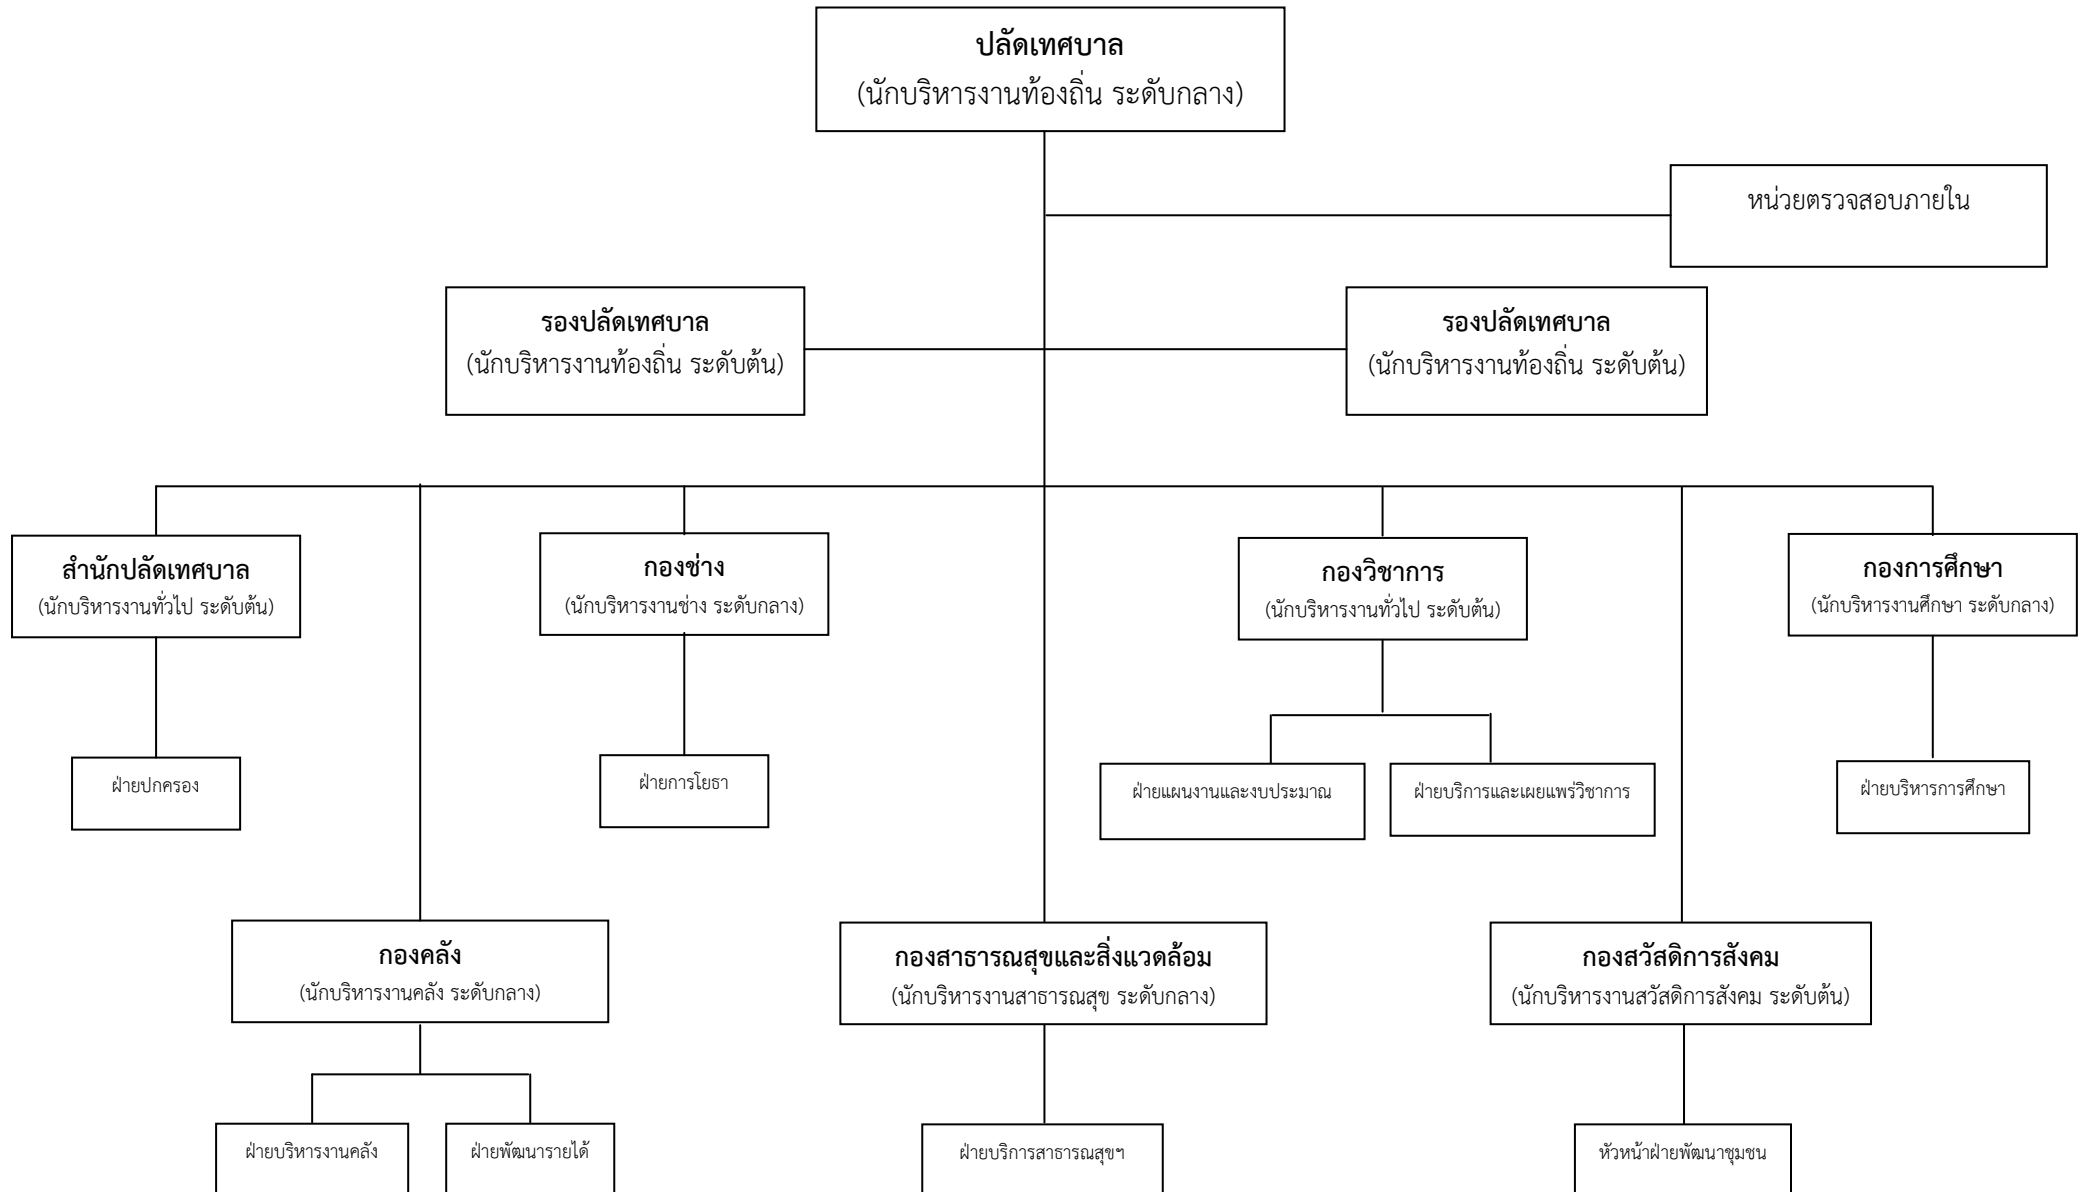 ปลัดเทศบาล
(นักบริหารงานท้องถิ่น ระดับกลาง)
หน่วยตรวจสอบภายใน
รองปลัดเทศบาล
(นักบริหารงานท้องถิ่น ระดับต้น)
รองปลัดเทศบาล
(นักบริหารงานท้องถิ่น ระดับต้น)
สำนักปลัดเทศบาล
(นักบริหารงานทั่วไป ระดับต้น)
กองช่าง
(นักบริหารงานช่าง ระดับกลาง)
กองวิชาการ
(นักบริหารงานทั่วไป ระดับต้น)
กองการศึกษา
(นักบริหารงานศึกษา ระดับกลาง)
ฝ่ายปกครอง
ฝ่ายการโยธา
ฝ่ายแผนงานและงบประมาณ
ฝ่ายบริการและเผยแพร่วิชาการ
ฝ่ายบริหารการศึกษา
กองคลัง
(นักบริหารงานคลัง ระดับกลาง)
กองสาธารณสุขและสิ่งแวดล้อม
(นักบริหารงานสาธารณสุข ระดับกลาง)
กองสวัสดิการสังคม
(นักบริหารงานสวัสดิการสังคม ระดับต้น)
ฝ่ายบริหารงานคลัง
ฝ่ายพัฒนารายได้
ฝ่ายบริการสาธารณสุขฯ
หัวหน้าฝ่ายพัฒนาชุมชน